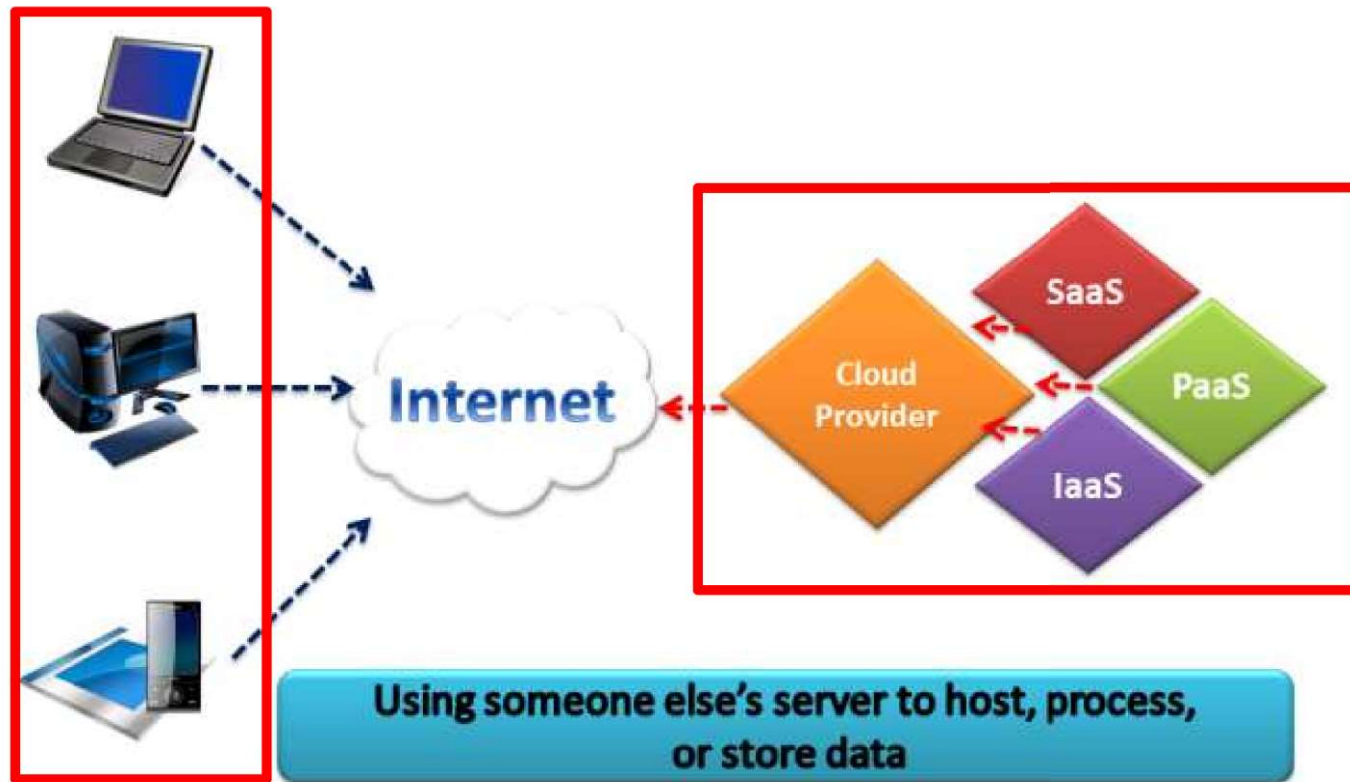 Internet
Cloud
Provider
SaaS
PaaS
IaaS
Using someone else's server to host, process,
or store data